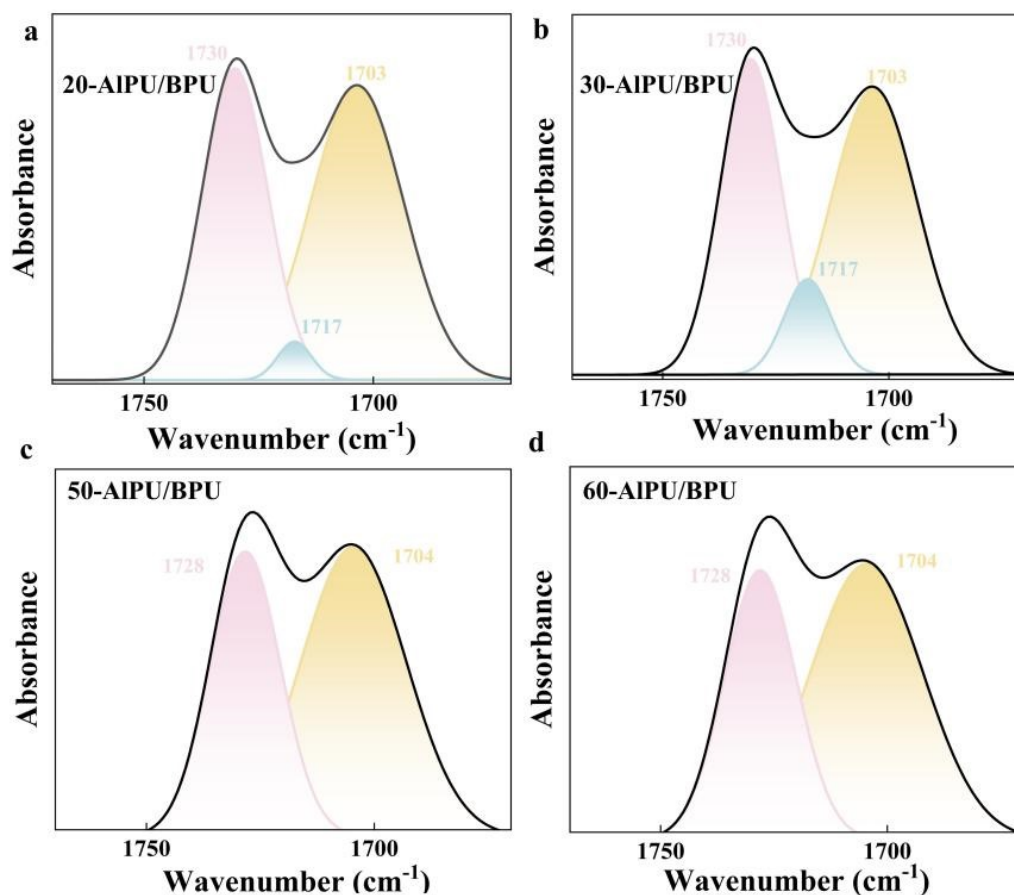 a
1730
20-AlPU/BPU
1703
1717
Absorbance
1750
1700
Wavenumber (cm-1)
b
1730
30-AlPU/BPU
1703
1717
Absorbance
1750
1700
Wavenumber (cm-1)
c
50-AlPU/BPU
1728
1704
Absorbance
1750
1700
Wavenumber (cm-1)
d
60-AlPU/BPU
1728
1704
Absorbance
1750
1700
Wavenumber (cm-1)